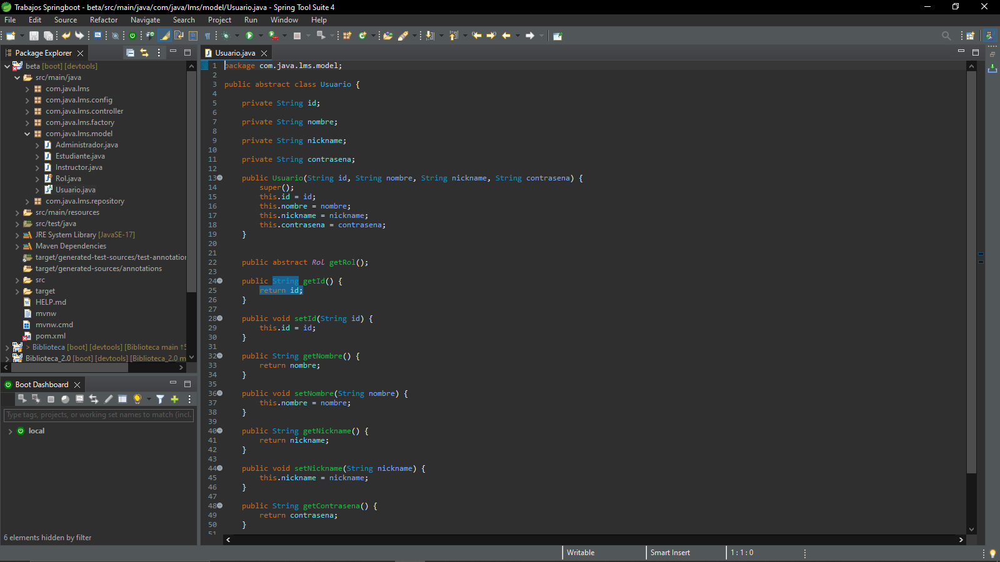 Trabajos Springboot - beta/src/main/java/com/java/lms/model/Usuario.java - Spring Tool Suite 4
File Edit Source Refactor Navigate Search Project Run Window Help
Package Explorer
beta [boot] [devtools]
src/main/java
com.java.lms
com.java.lms.config
com.java.lms.controller
com.java.lms.factory
com.java.lms.model
Administrador.java
Estudiante.java
Instructor.java
Rol.java
Usuario.java
com.java.lms.repository
src/main/resources
src/test/java
JRE System Library [JavaSE-17]
Maven Dependencies
target/generated-test-sources/test-annotation
target/generated-sources/annotations
src
target
HELP.md
mvnw
mvnw.cmd
pom.xml
> Biblioteca [boot] [devtools] [Biblioteca main ↑5
Biblioteca_2.0 [boot] [devtools] [Biblioteca_2.0 m
Boot Dashboard
Type tags, projects, or working set names to match (incl.
local
6 elements hidden by filter
Usuario.java
1 package com.java.lms.model;
2
3 public abstract class Usuario {
4
5 private String id;
6
7 private String nombre;
8
9 private String nickname;
10
11 private String contrasena;
12
13 public Usuario(String id, String nombre, String nickname, String contrasena) {
14 super();
15 this.id = id;
16 this.nombre = nombre;
17 this.nickname = nickname;
18 this.contrasena = contrasena;
19 }
20
21
22 public abstract Rol getRol();
23
24 public String getId() {
25 return id;
26 }
27
28 public void setId(String id) {
29 this.id = id;
30 }
31
32 public String getNombre() {
33 return nombre;
34 }
35
36 public void setNombre(String nombre) {
37 this.nombre = nombre;
38 }
39
40 public String getNickname() {
41 return nickname;
42 }
43
44 public void setNickname(String nickname) {
45 this.nickname = nickname;
46 }
47
48 public String getContrasena() {
49 return contrasena;
50 }
51
Writable Smart Insert 1 : 1 : 0